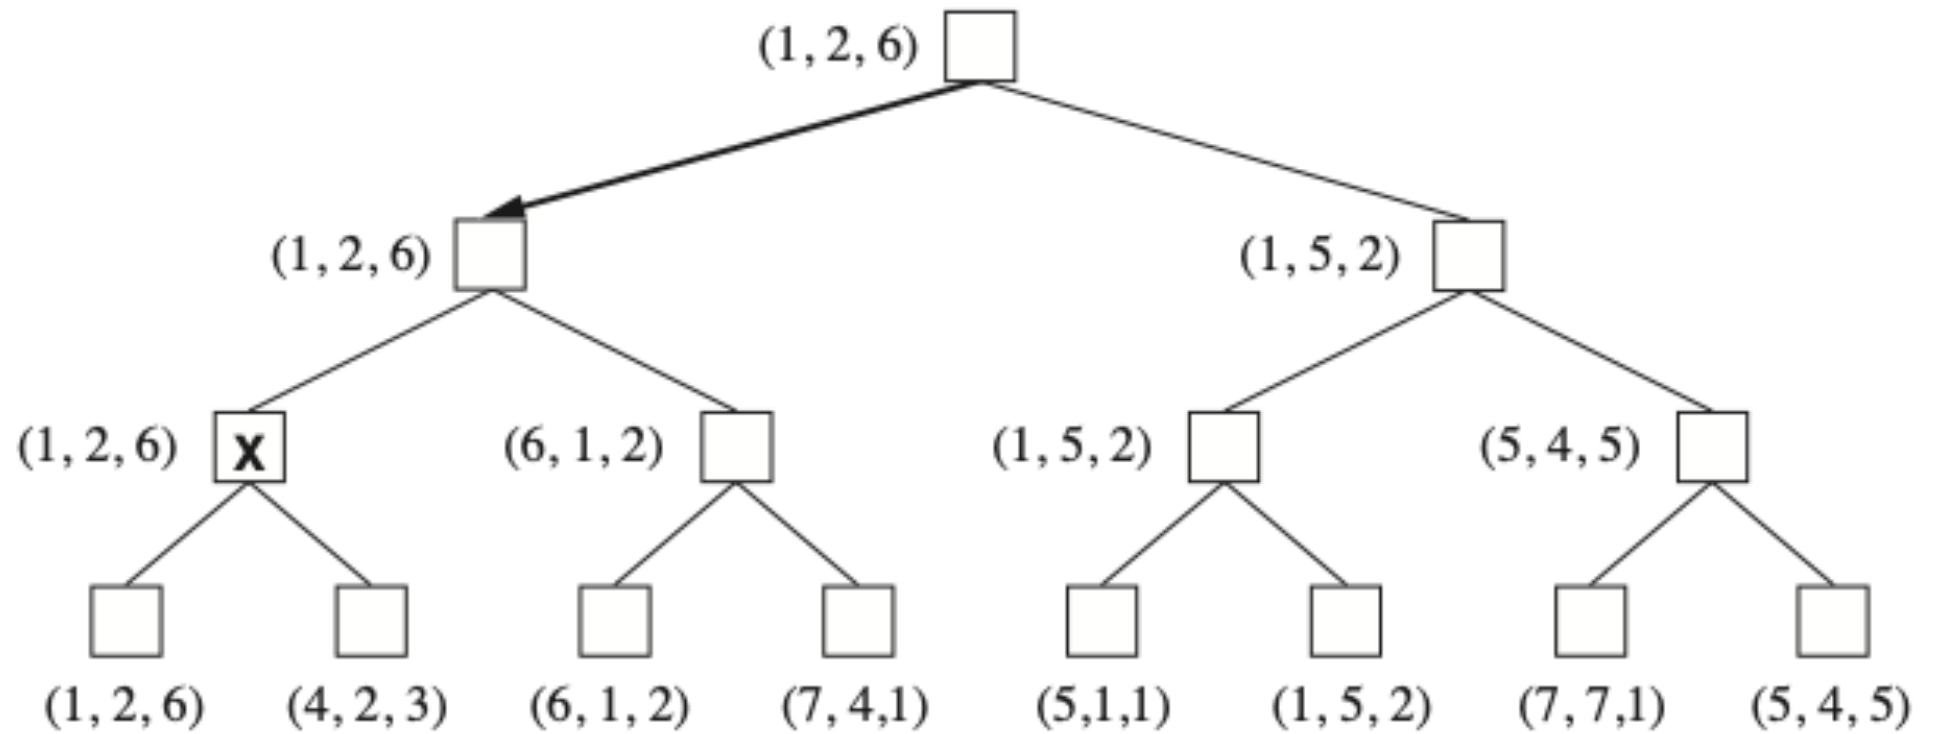 (1, 2, 6)
(1, 2, 6) (1, 5, 2)
(1, 2, 6) X (6, 1, 2) (1, 5, 2) (5, 4, 5)
(1, 2, 6) (4, 2, 3) (6, 1, 2) (7, 4,1) (5,1,1) (1, 5, 2) (7, 7,1) (5, 4, 5)